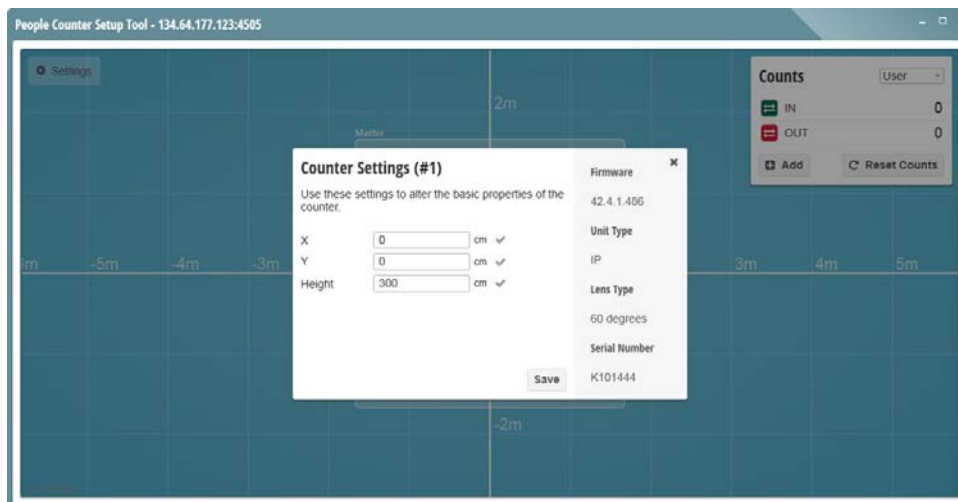 People Counter Setup Tool - 134.64.177.123:4505
Settings
Counts
User
IN
0
OUT
0
Add
Reset Counts
2m
Master
Counter Settings (#1)
Use these settings to alter the basic properties of the
counter.
X
0
cm
Y
0
cm
Height
300
cm
Save
Firmware
42.4.1.486
Unit Type
IP
Lens Type
60 degrees
Serial Number
K101444
-5m
-4m
-3m
3m
4m
5m
-2m